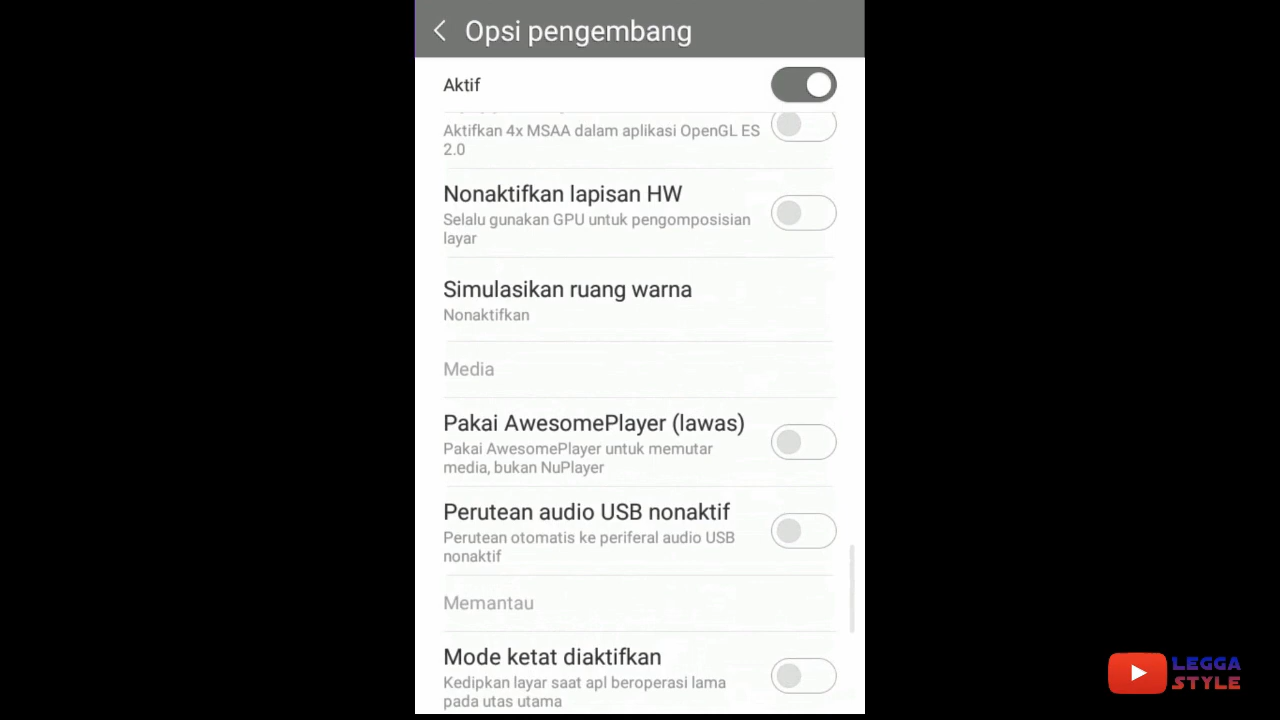 Opsi pengembang
Aktif
Aktifkan 4x MSAA dalam aplikasi OpenGL ES
2.0
Nonaktifkan lapisan HW
Selalu gunakan GPU untuk pengomposisian
layar
Simulasikan ruang warna
Nonaktifkan
Media
Pakai AwesomePlayer (lawas)
Pakai AwesomePlayer untuk memutar
media, bukan NuPlayer
Perutean audio USB nonaktif
Perutean otomatis ke periferal audio USB
nonaktif
Memantau
Mode ketat diaktifkan
Kedipkan layar saat apl beroperasi lama
pada utas utama
LEGGA
STYLE